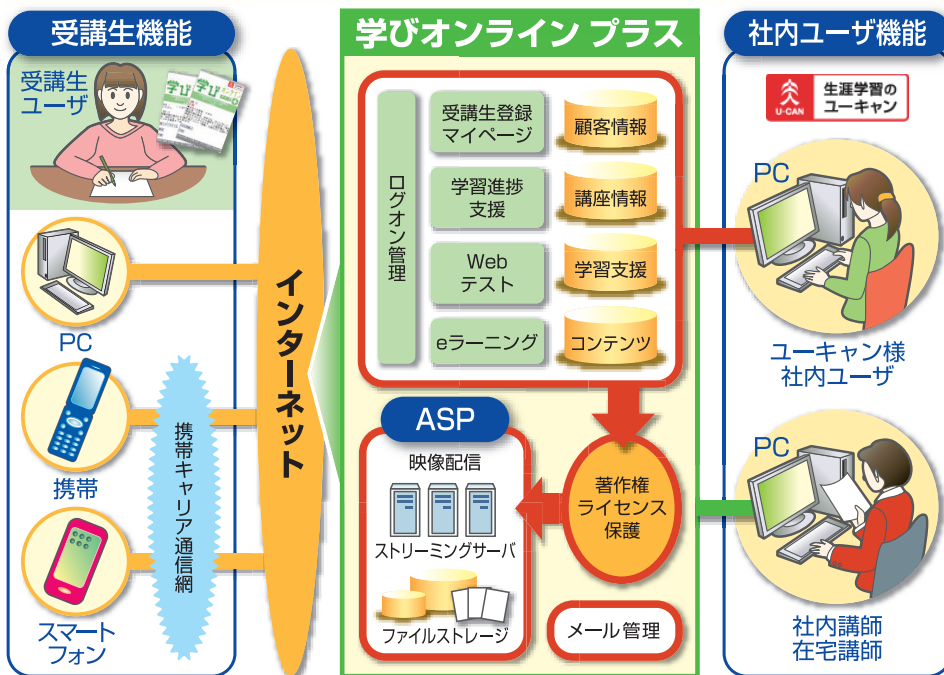 受講生機能
受講生
ユーザ
学び
学び
PC
携帯
スマート
フォン
携帯キャリア通信網
インターネット
学びオンライン プラス
ログオン管理
受講生登録
マイページ
顧客情報
学習進捗
支援
講座情報
Web
テスト
学習支援
eラーニング
コンテンツ
ASP
映像配信
ストリーミングサーバ
ファイルストレージ
著作権
ライセンス
保護
メール管理
社内ユーザ機能
U-CAN
生涯学習の
ユーキャン
PC
ユーキャン様
社内ユーザ
PC
社内講師
在宅講師